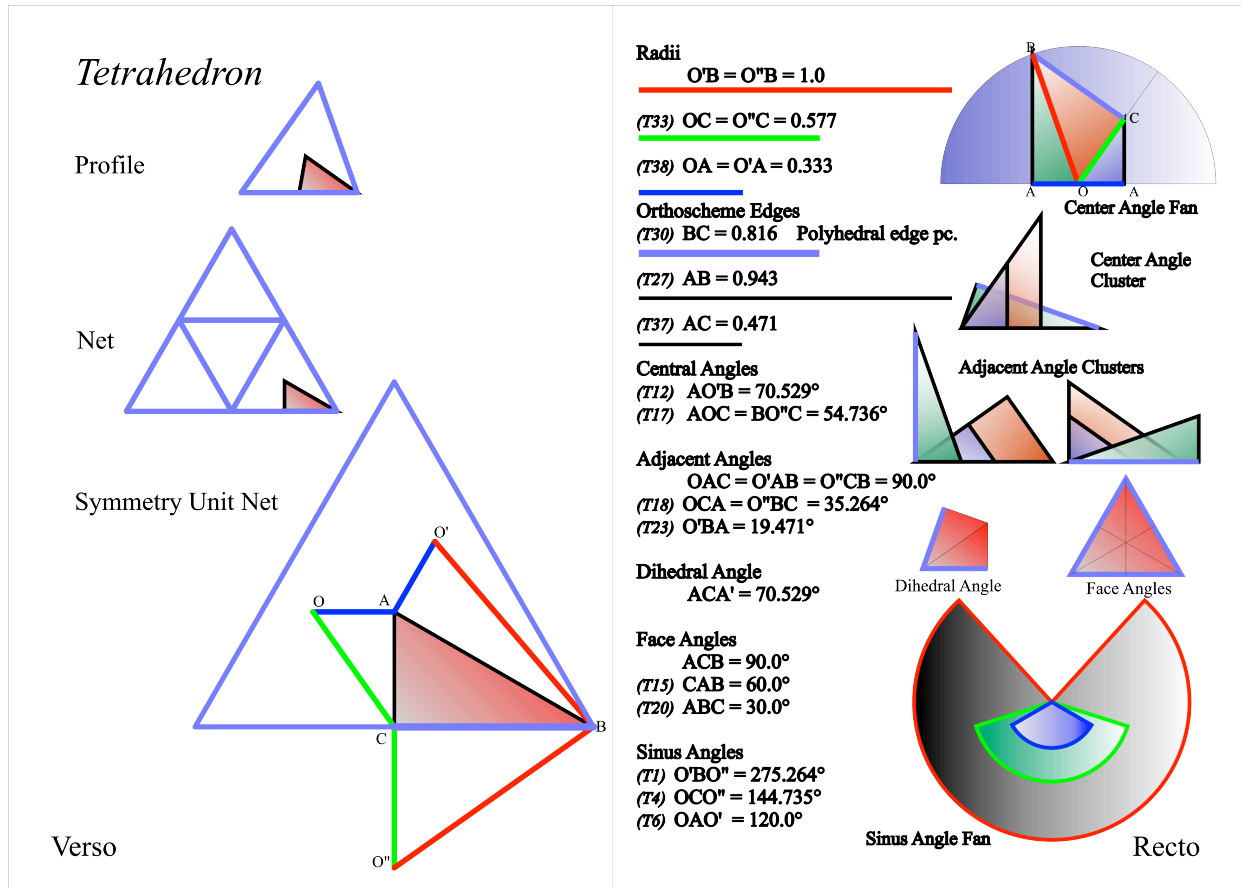 Tetrahedron
Profile
Net
Symmetry Unit Net
O'
O
A
C
B
O"
Verso
Radii
O'B = O"B = 1.0
(T33) OC = O"C = 0.577
(T38) OA = O'A = 0.333
Orthoscheme Edges
(T30) BC = 0.816 Polyhedral edge pc.
(T27) AB = 0.943
(T37) AC = 0.471
Central Angles
(T12) AO'B = 70.529°
(T17) AOC = BO"C = 54.736°
Adjacent Angles
OAC = O'AB = O"CB = 90.0°
(T18) OCA = O"BC = 35.264°
(T23) O'BA = 19.471°
Dihedral Angle
ACA' = 70.529°
Face Angles
ACB = 90.0°
(T15) CAB = 60.0°
(T20) ABC = 30.0°
Sinus Angles
(T1) O'BO" = 275.264°
(T4) OCO" = 144.735°
(T6) OAO' = 120.0°
B
C
A
O
A
Center Angle Fan
Center Angle
Cluster
Adjacent Angle Clusters
Dihedral Angle
Face Angles
Sinus Angle Fan
Recto